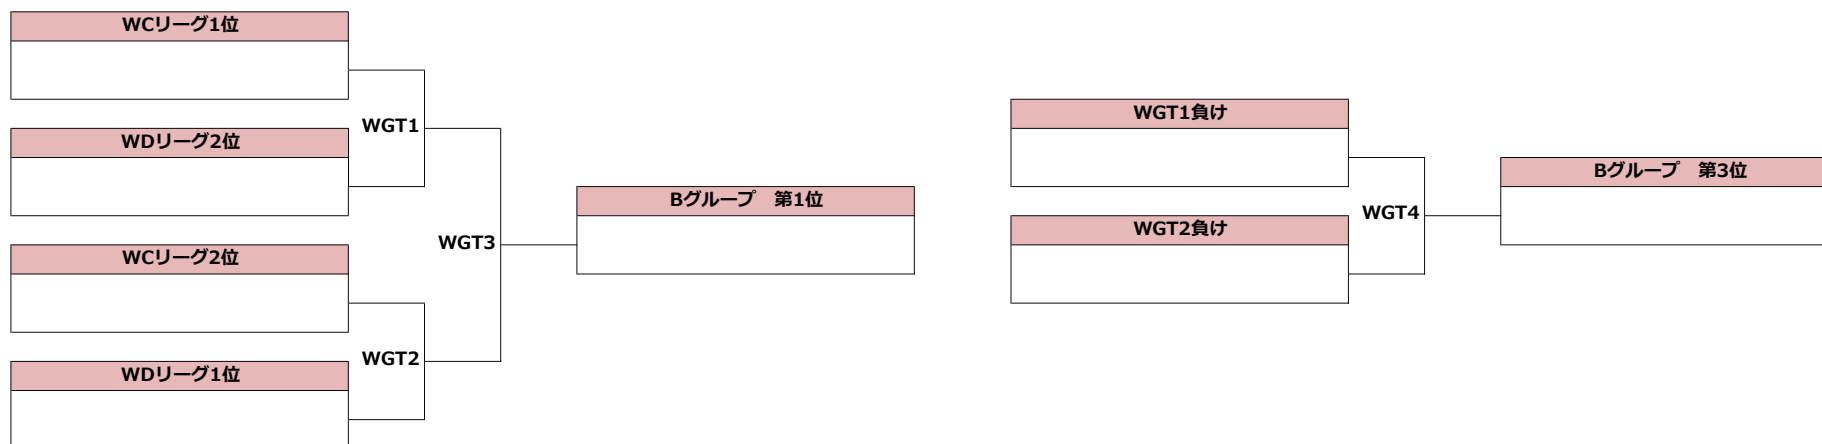 WCリーグ1位
WGT1
WDリーグ2位
WGT3
Bグループ　第1位
WCリーグ2位
WGT2
WDリーグ1位
WGT1負け
WGT4
Bグループ　第3位
WGT2負け